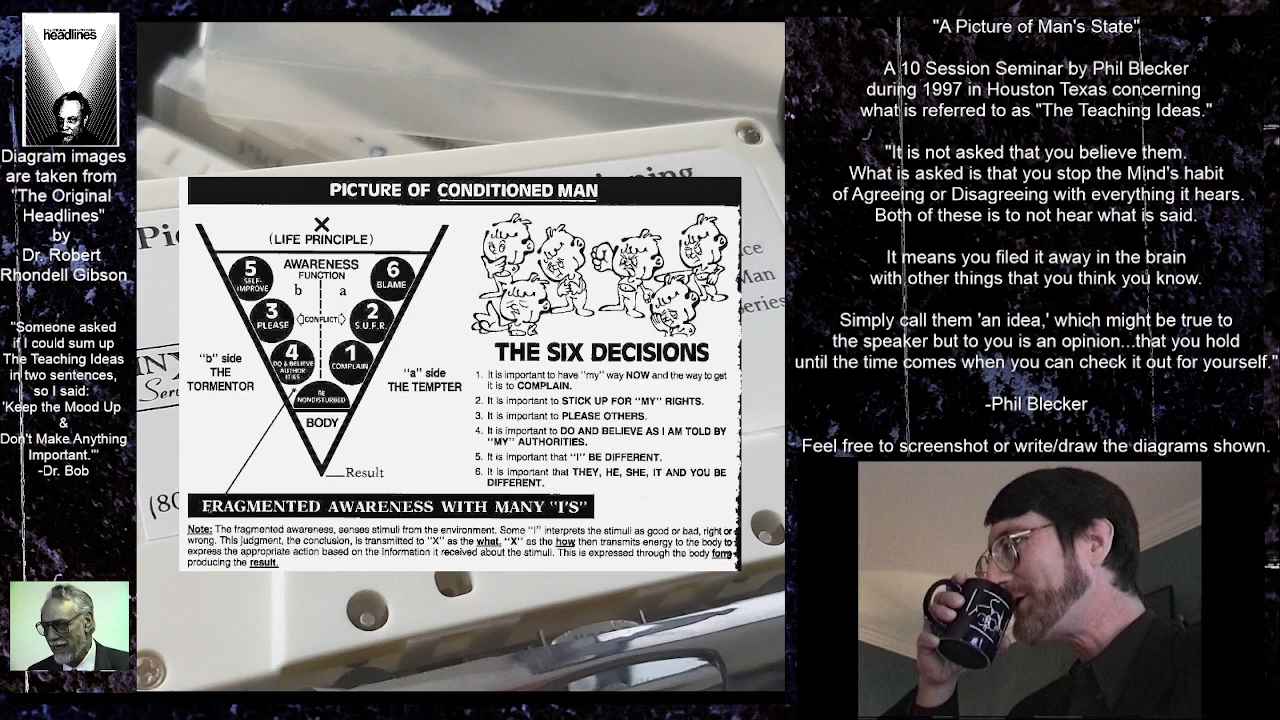 headlines
Diagram images
are taken from
"The Original
Headlines"
by
Dr. Robert
Rhondell Gibson
"Someone asked
if I could sum up
The Teaching Ideas
in two sentences,
so I said:
'Keep the Mood Up
&
Don't Make Anything
Important.'"
-Dr. Bob
PICTURE OF CONDITIONED MAN
X
(LIFE PRINCIPLE)
AWARENESS
FUNCTION
b a
5
SELF-
IMPROVE
6
BLAME
3
PLEASE
(CONFLICT)
2
S.U.F.R.
4
DO & BELIEVE
AUTHOR-
ITIES
1
COMPLAIN
BE
NONDISTURBED
BODY
"b" side
THE
TORMENTOR
"a" side
THE TEMPTER
Result
THE SIX DECISIONS
1. It is important to have "my" way NOW and the way to get
it is to COMPLAIN.
2. It is important to STICK UP FOR "MY" RIGHTS.
3. It is important to PLEASE OTHERS.
4. It is important to DO AND BELIEVE AS I AM TOLD BY
"MY" AUTHORITIES.
5. It is important that "I" BE DIFFERENT.
6. It is important that THEY, HE, SHE, IT AND YOU BE
DIFFERENT.
FRAGMENTED AWARENESS WITH MANY "I'S"
Note: The fragmented awareness, senses stimuli from the environment. Some "I" interprets the stimuli as good or bad, right or
wrong. This judgment, the conclusion, is transmitted to "X" as the what. "X" as the how then transmits energy to the body to
express the appropriate action based on the information it received about the stimuli. This is expressed through the body form
producing the result.
Man
"A Picture of Man's State"
A 10 Session Seminar by Phil Blecker
during 1997 in Houston Texas concerning
what is referred to as "The Teaching Ideas."
"It is not asked that you believe them.
What is asked is that you stop the Mind's habit
of Agreeing or Disagreeing with everything it hears.
Both of these is to not hear what is said.
It means you filed it away in the brain
with other things that you think you know.
Simply call them 'an idea,' which might be true to
the speaker but to you is an opinion...that you hold
until the time comes when you can check it out for yourself."
-Phil Blecker
Feel free to screenshot or write/draw the diagrams shown.